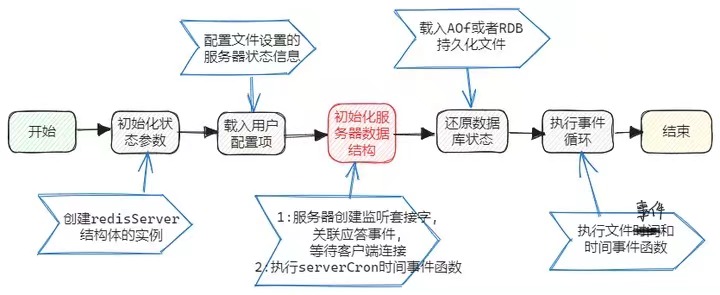 配置文件设置的
服务器状态信息
载入AOf或者RDB
持久化文件
开始
初始化状
态参数
载入用户
配置项
初始化服
务器数据
结构
还原数据
库状态
执行事件
循环
结束
创建redisServer
结构体的实例
1:服务器创建监听套接字,
关联应答事件,
等待客户端连接
2:执行serverCron时间事件函数
事件
执行文件时间和
时间事件函数